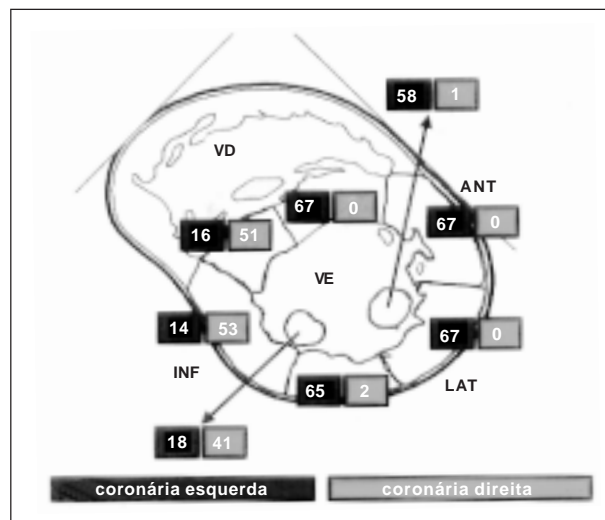 58 1
VD
ANT
67 0
67 0
16 51
VE
14 53
67 0
INF
LAT
65 2
18 41
coronária esquerda coronária direita